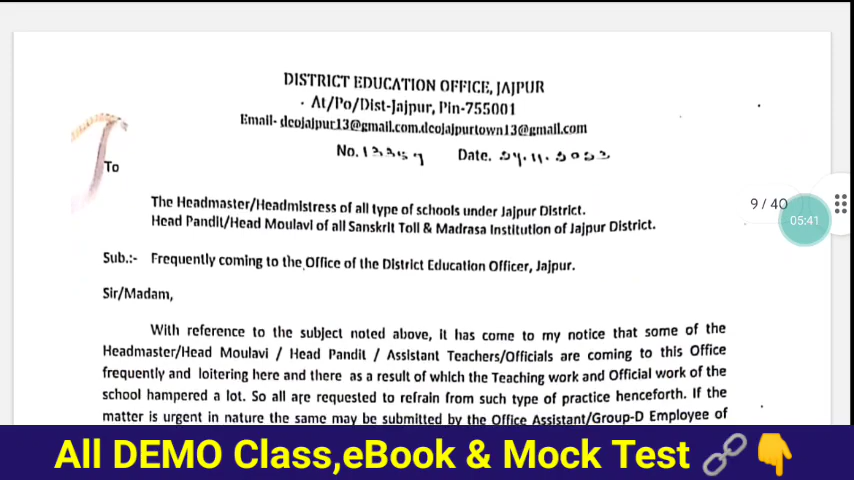 DISTRICT EDUCATION OFFICE, JAJPUR
At/Po/Dist-Jajpur, Pin-755001
Email- deojajpur13@gmail.com.deojajpurtown13@gmail.com
No. Date.
To
The Headmaster/Headmistress of all type of schools under Jajpur District.
9 / 40
Head Pandit/Head Moulavi of all Sanskrit Toll & Madrasa Institution of Jajpur District.
05:41
Sub.:- Frequently coming to the Office of the District Education Officer, Jajpur.
Sir/Madam,
With reference to the subject noted above, it has come to my notice that some of the
Headmaster/Head Moulavi / Head Pandit / Assistant Teachers/Officials are coming to this Office
frequently and loitering here and there as a result of which the Teaching work and Official work of the
school hampered a lot. So all are requested to refrain from such type of practice henceforth. If the
matter is urgent in nature the same may be submitted by the Office Assistant/Group-D Employee of
All DEMO Class,eBook & Mock Test